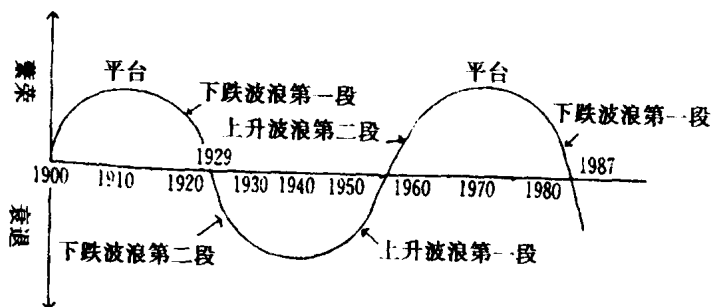 繁荣
平台
下跌波浪第一段
上升波浪第二段
平台
下跌波浪第一段
1929
1987
1900 1910 1920 1930 1940 1950 1960 1970 1980
衰退
下跌波浪第二段
上升波浪第一段